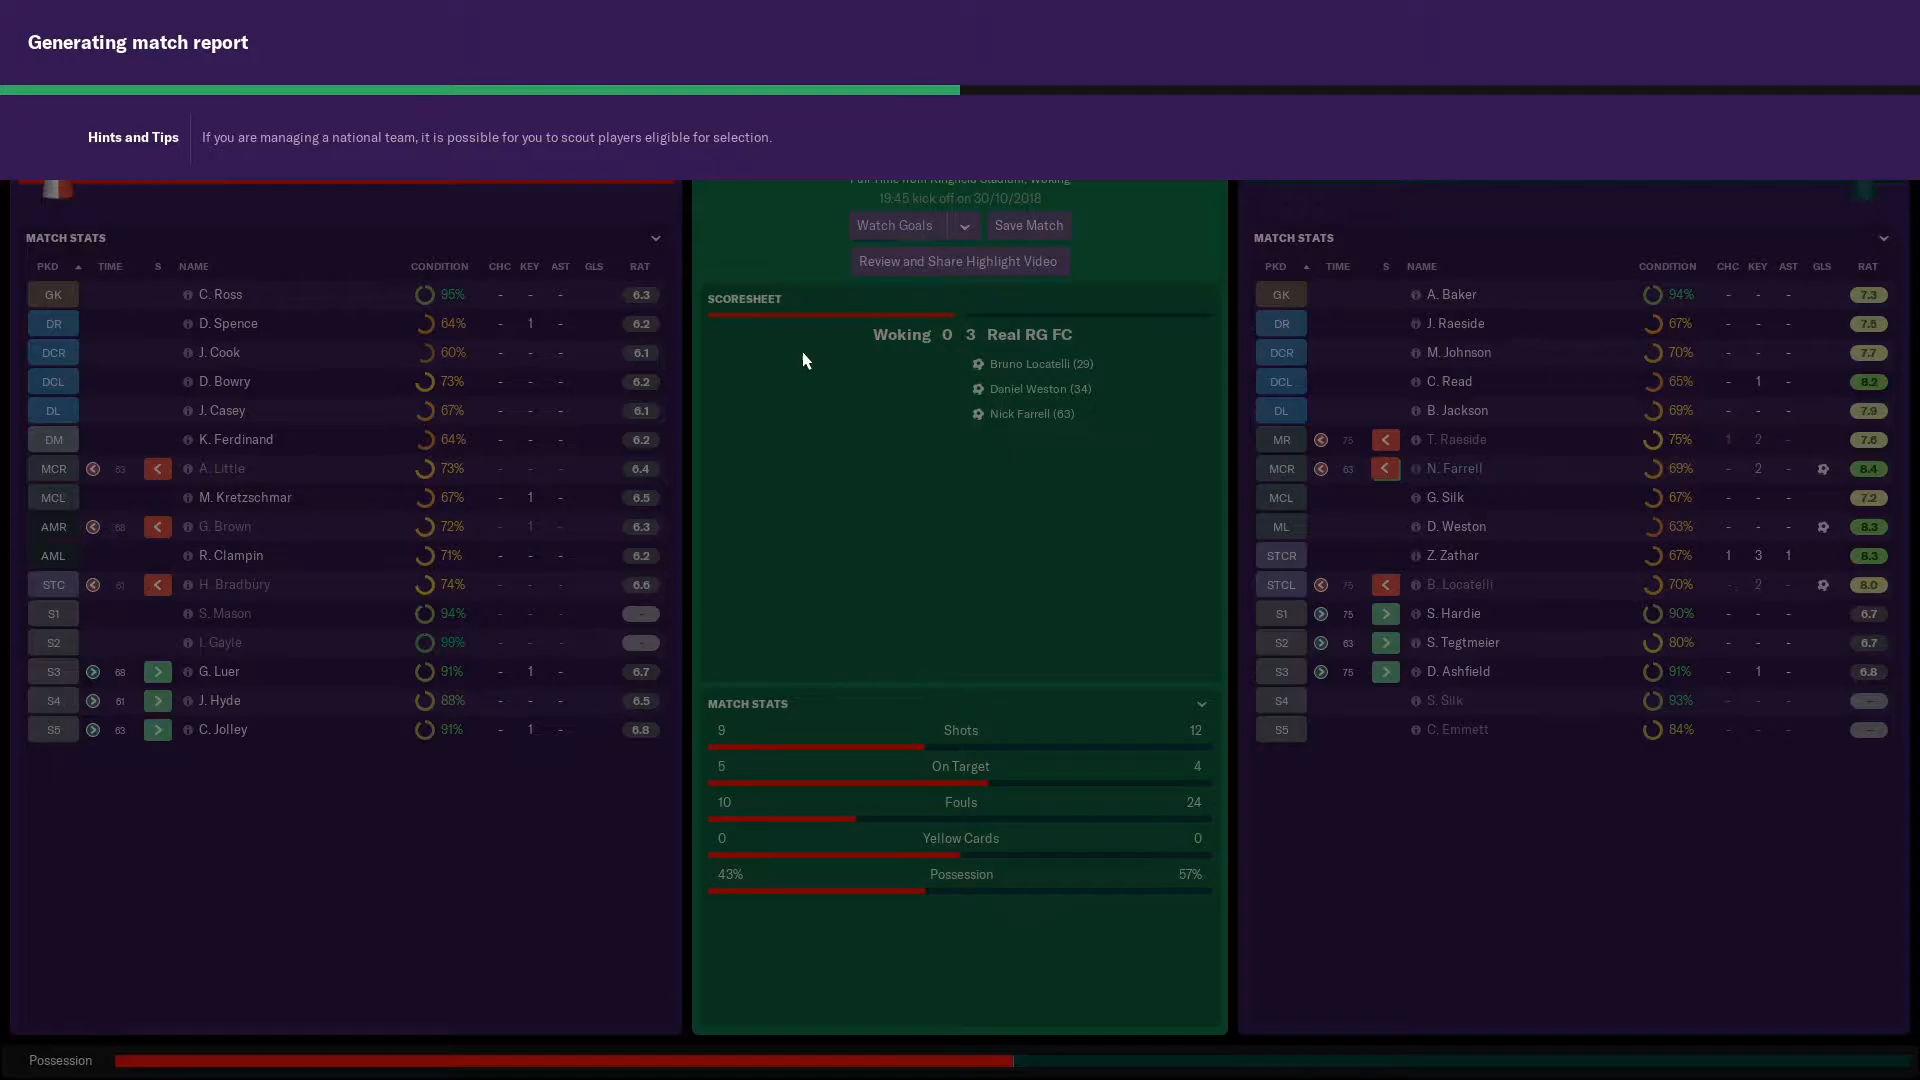 Generating match report
Hints and Tips If you are managing a national team, it is possible for you to scout players eligible for selection.
Full Time from Kingfield Stadium, Woking
19:45 kick off on 30/10/2018
Watch Goals Save Match
Review and Share Highlight Video
MATCH STATS
PKD TIME S NAME CONDITION CHC KEY AST GLS RAT
GK C. Ross 95% - - - 6.3
DR D. Spence 64% - 1 - 6.2
DCR J. Cook 60% - - - 6.1
DCL D. Bowry 73% - - - 6.2
DL J. Casey 67% - - - 6.1
DM K. Ferdinand 64% - - - 6.2
MCR 63 A. Little 73% - - - 6.4
MCL M. Kretzschmar 67% - 1 - 6.5
AMR 68 G. Brown 72% - 1 - 6.3
AML R. Clampin 71% - - - 6.2
STC 61 H. Bradbury 74% - - - 6.6
S1 S. Mason 94% - - - -
S2 I. Gayle 99% - - - -
S3 68 G. Luer 91% - 1 - 6.7
S4 61 J. Hyde 88% - - - 6.5
S5 63 C. Jolley 91% - 1 - 6.8
SCORESHEET
Woking 0 3 Real RG FC
Bruno Locatelli (29)
Daniel Weston (34)
Nick Farrell (63)
MATCH STATS
9 Shots 12
5 On Target 4
10 Fouls 24
0 Yellow Cards 0
43% Possession 57%
MATCH STATS
PKD TIME S NAME CONDITION CHC KEY AST GLS RAT
GK A. Baker 94% - - - 7.3
DR J. Raeside 67% - - - 7.5
DCR M. Johnson 70% - - - 7.7
DCL C. Read 65% - 1 - 8.2
DL B. Jackson 69% - - - 7.9
MR 75 T. Raeside 75% 1 2 - 7.6
MCR 63 N. Farrell 69% - 2 - 8.4
MCL G. Silk 67% - - - 7.2
ML D. Weston 63% - - - 8.3
STCR Z. Zathar 67% 1 3 1 8.3
STCL 75 B. Locatelli 70% - 2 - 8.0
S1 75 S. Hardie 90% - - - 6.7
S2 63 S. Tegtmeier 80% - - - 6.7
S3 75 D. Ashfield 91% - 1 - 6.8
S4 S. Silk 93% - - - -
S5 C. Emmett 84% - - - -
Possession